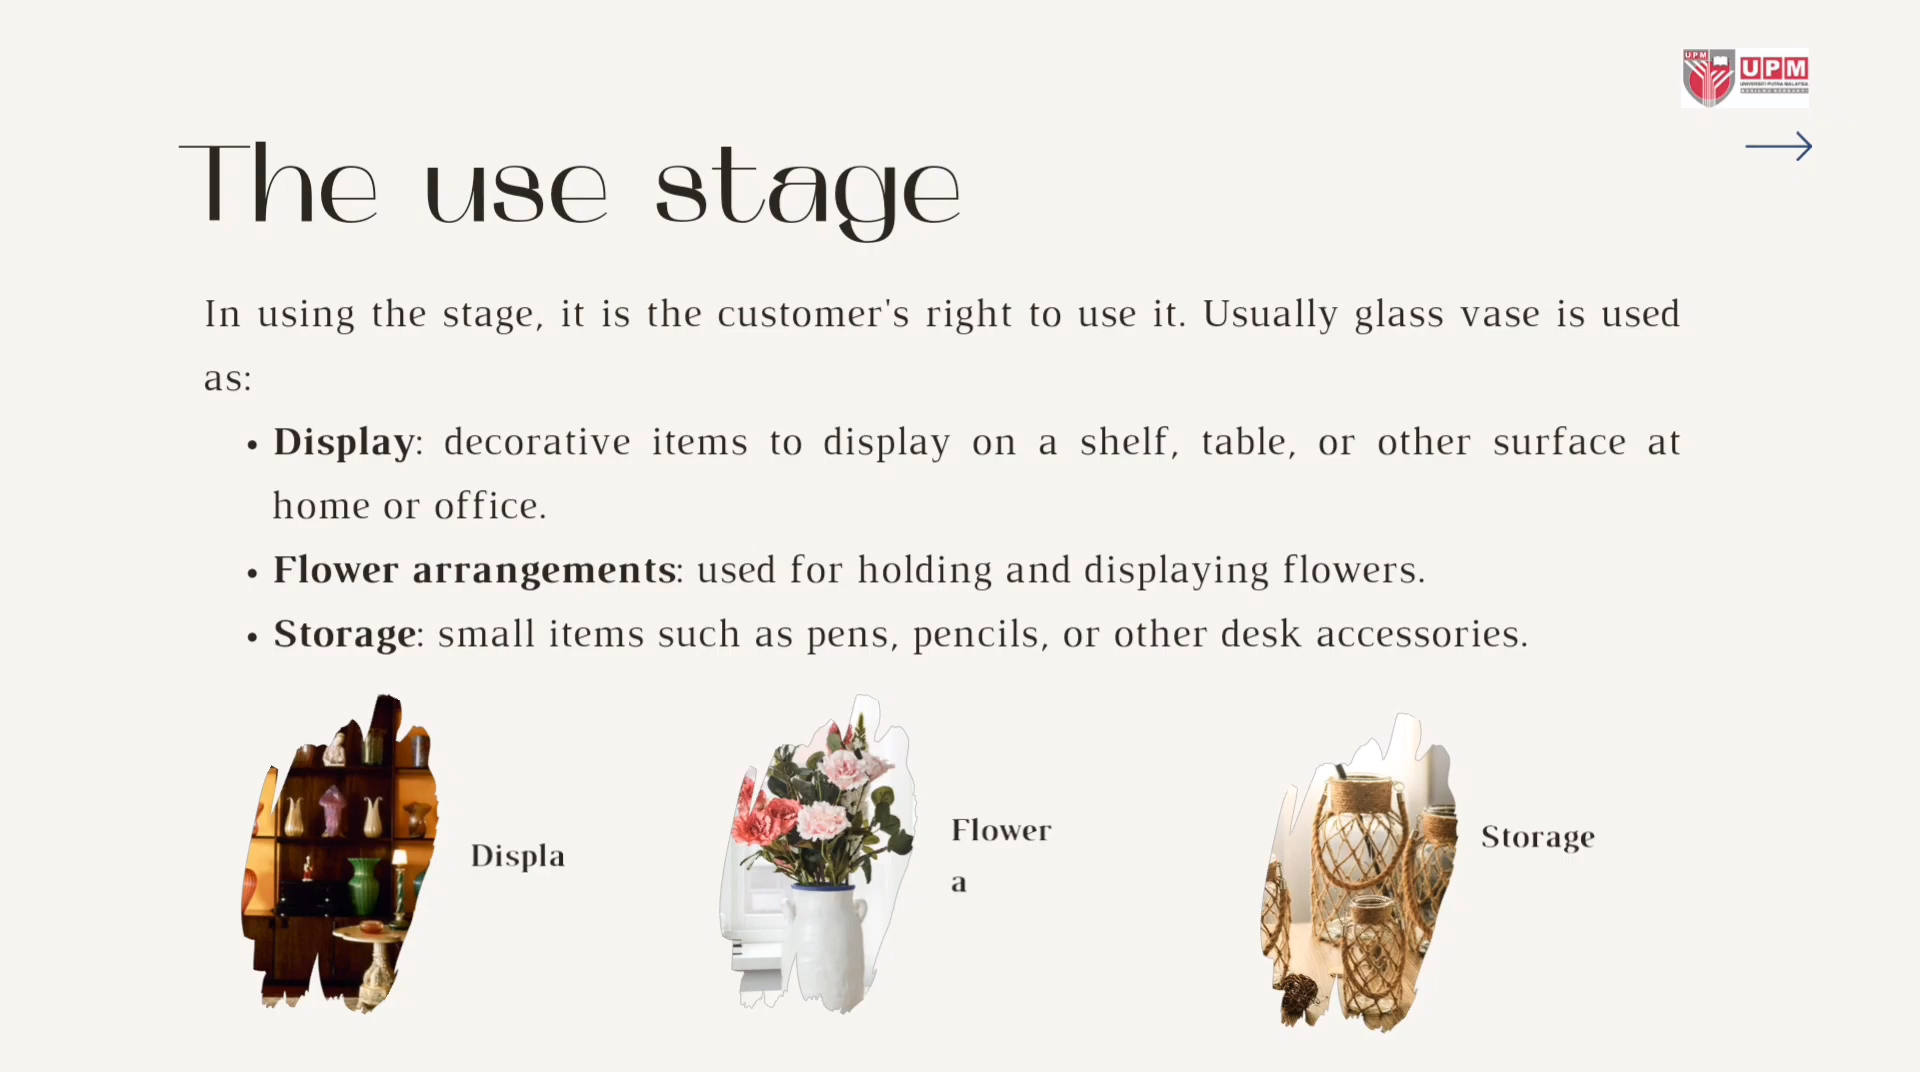 UPM
UPM
UNIVERSITI PUTRA MALAYSIA
BERILMU BERBAKTI
The use stage
In using the stage, it is the customer's right to use it. Usually glass vase is used
as:
• Display: decorative items to display on a shelf, table, or other surface at
home or office.
• Flower arrangements: used for holding and displaying flowers.
• Storage: small items such as pens, pencils, or other desk accessories.
Displa
Flower
a
Storage